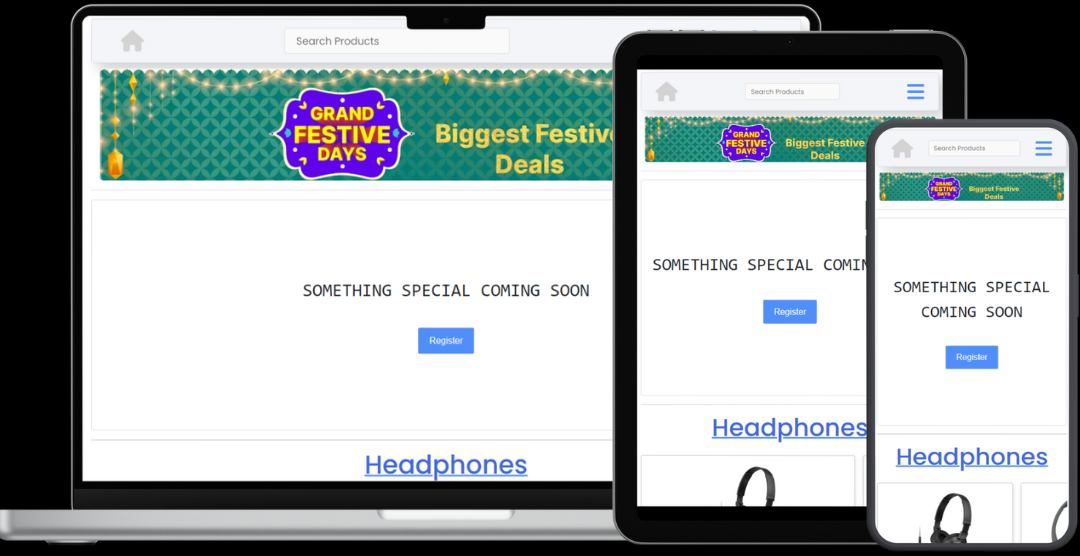 Search Products
GRAND
FESTIVE
DAYS
Biggest Festiv
Deals
SOMETHING SPECIAL COMING SOON
Register
Headphones
Search Products
GRAND
FESTIVE
DAYS
Biggest Festive
Deals
SOMETHING SPECIAL COMIN
Register
Headphones
Search Products
GRAND
FESTIVE
DAYS
Biggest Festive
Deals
SOMETHING SPECIAL
COMING SOON
Register
Headphones